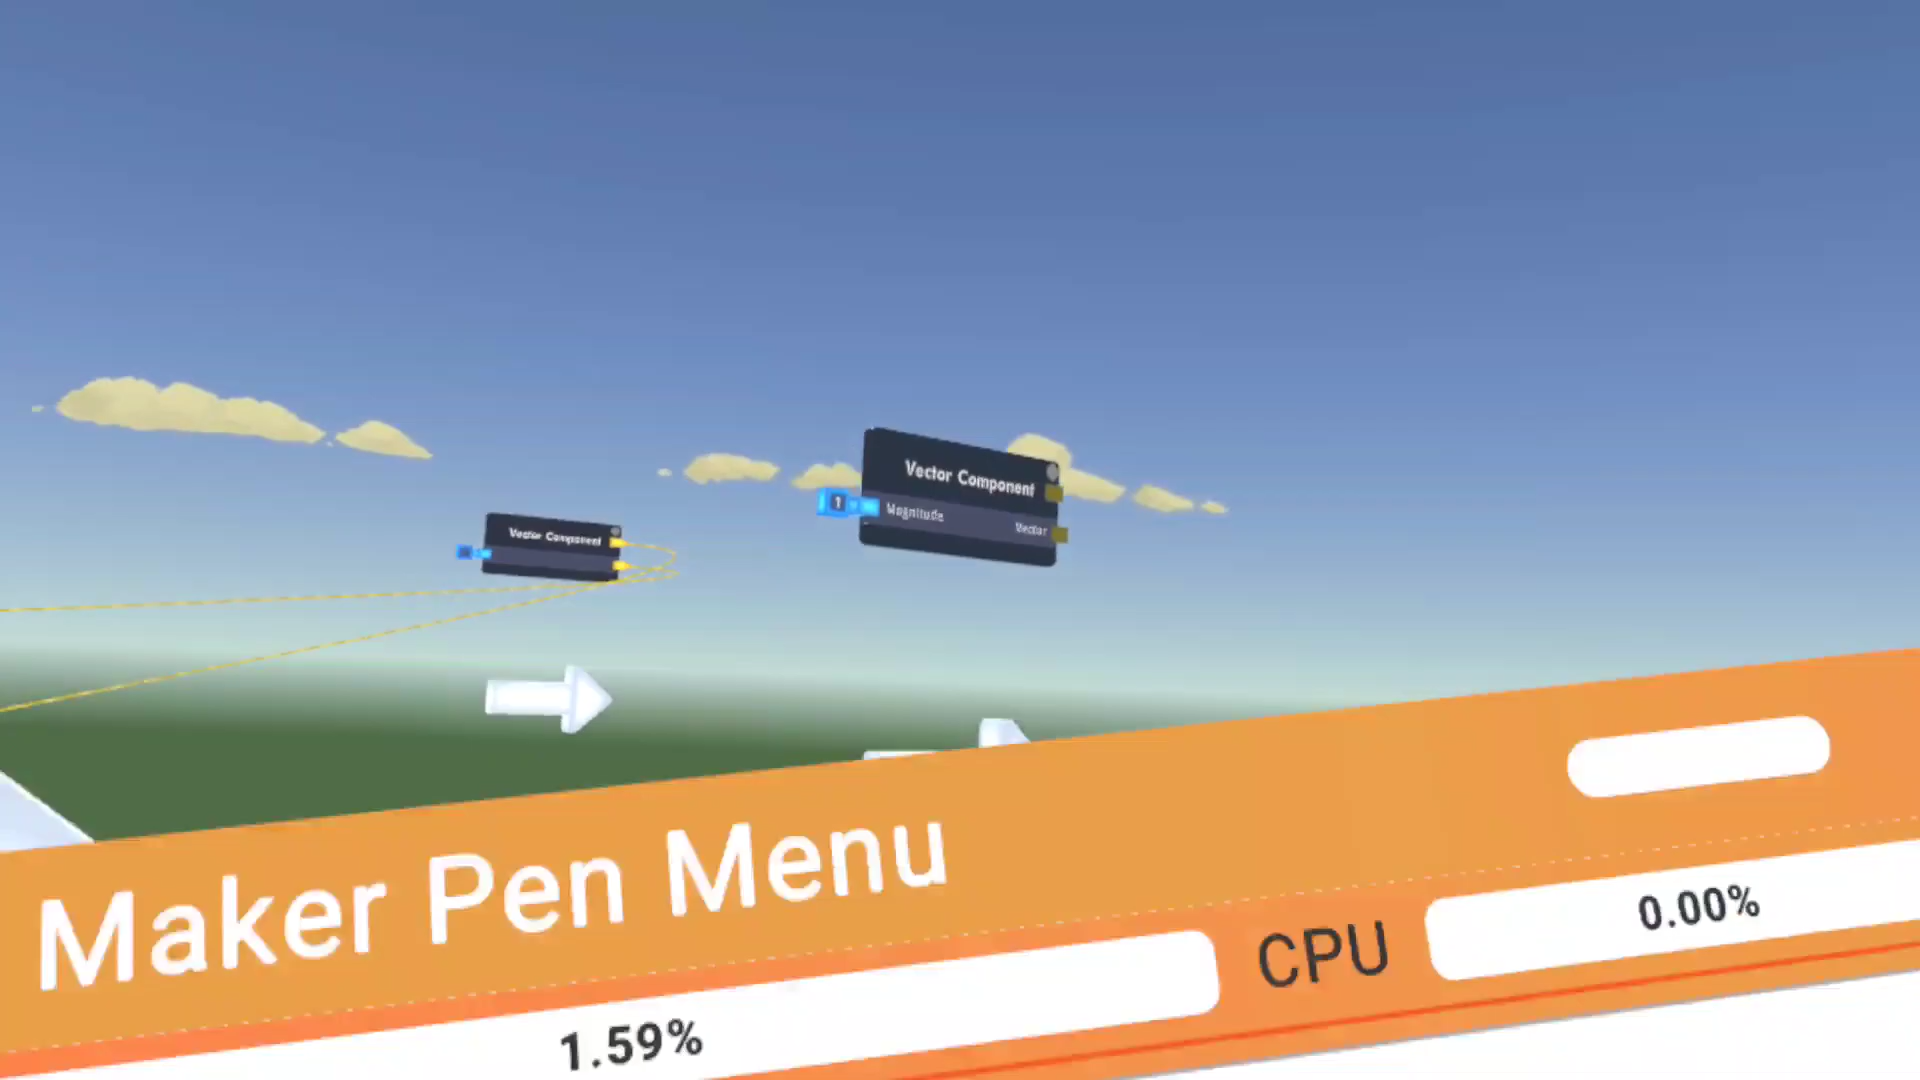 Vector Component
1
Magnitude
Vector
Vector Component
Maker Pen Menu
CPU
0.00%
1.59%